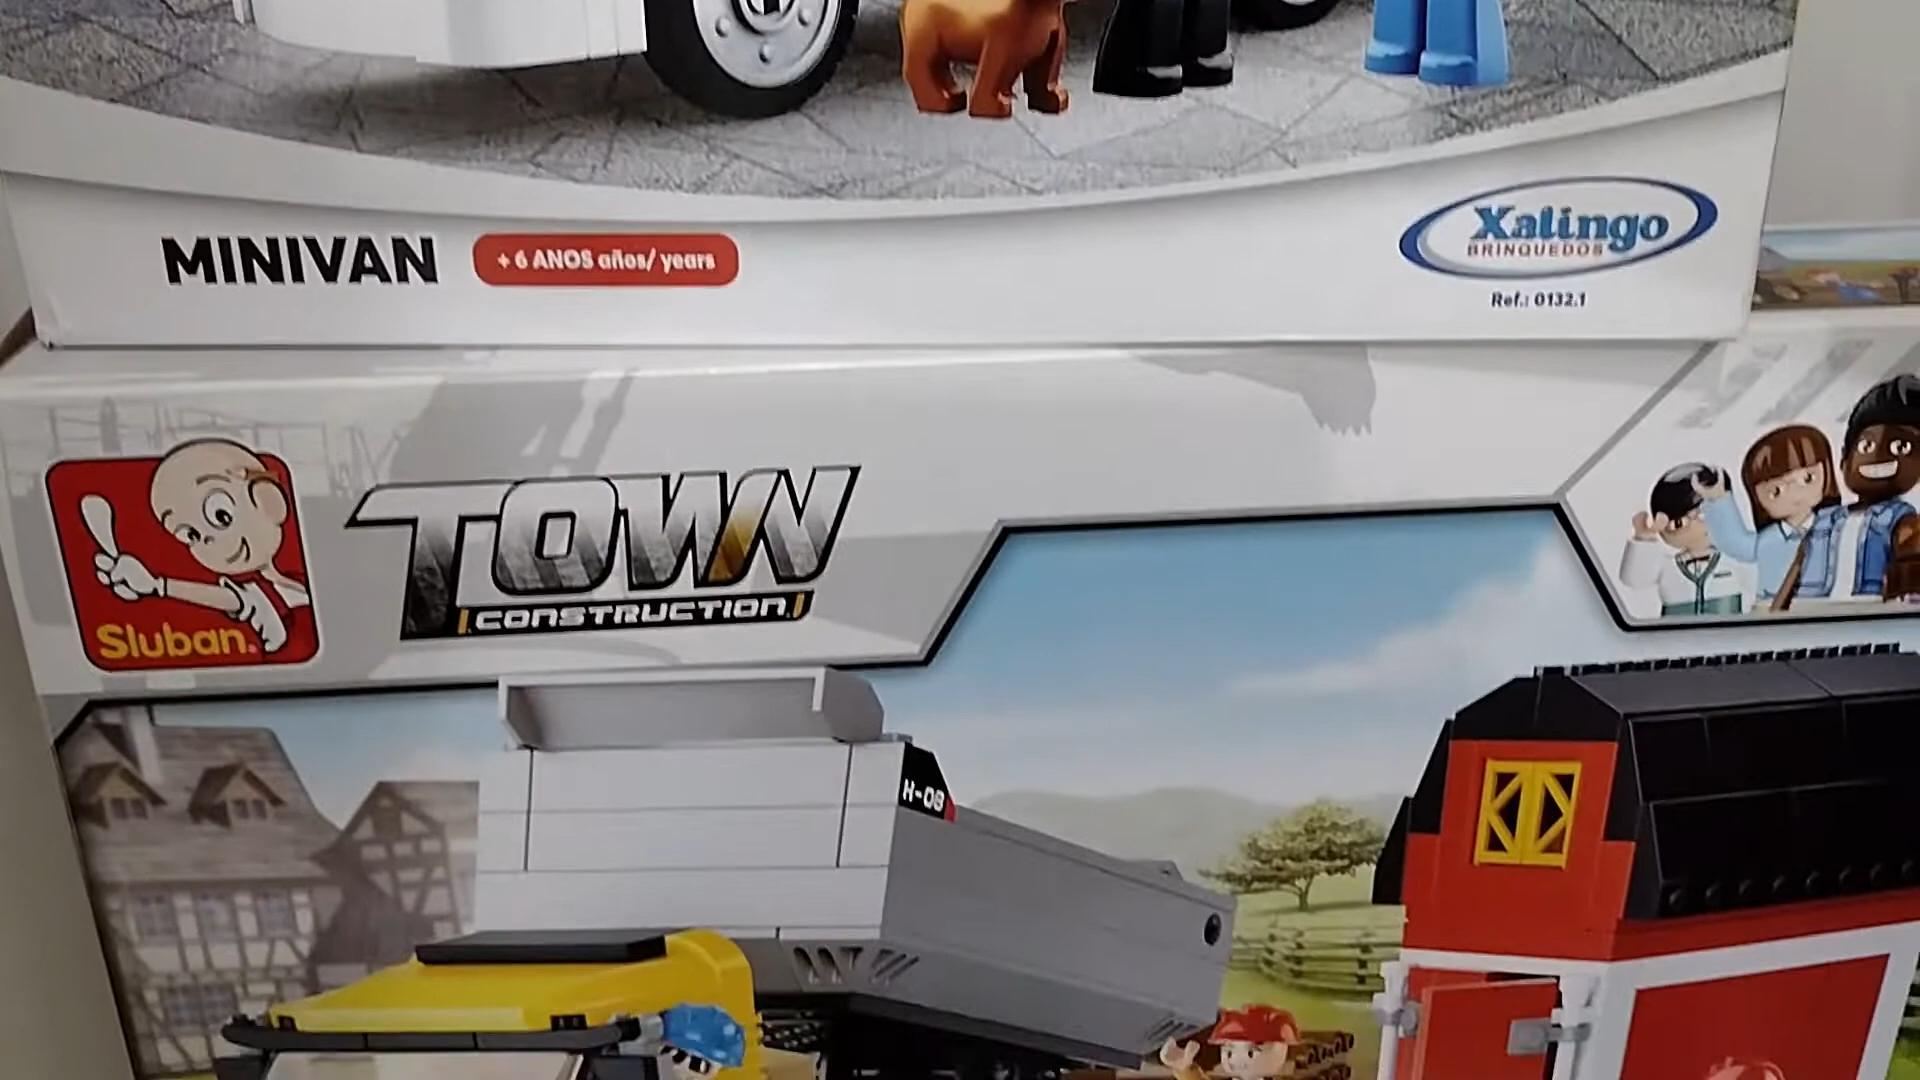 MINIVAN
+ 6 ANOS años/ years
Xalingo
BRINQUEDOS
Ref.: 0132.1
Sluban
TOWN
CONSTRUCTION
H-08